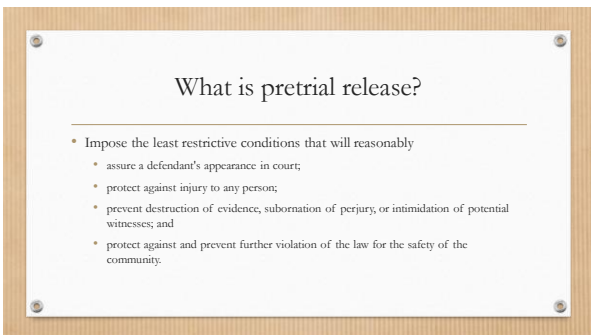 What is pretrial release?
• Impose the least restrictive conditions that will reasonably
• assure a defendant's appearance in court;
• protect against injury to any person;
• prevent destruction of evidence, subornation of perjury, or intimidation of potential
witnesses; and
• protect against and prevent further violation of the law for the safety of the
community.